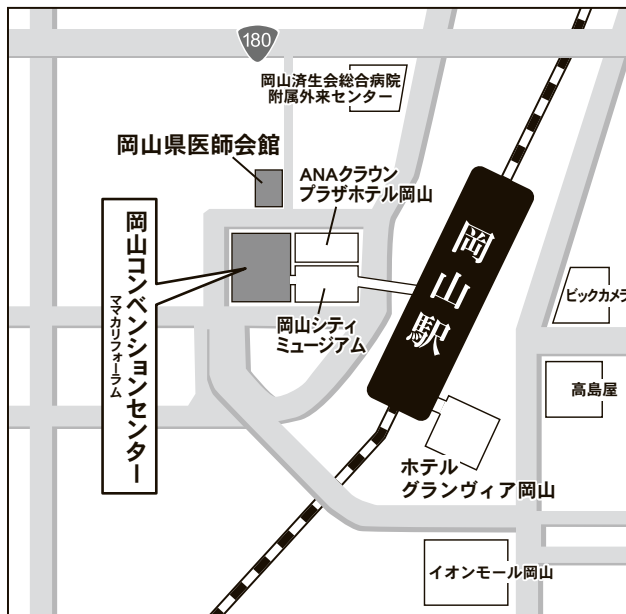 180
岡山済生会総合病院
附属外来センター
岡山県医師会館
ANAクラウン
プラザホテル岡山
岡山コンベンションセンター
ママカリフォーラム
岡山シティ
ミュージアム
岡山駅
ビックカメラ
高島屋
ホテル
グランヴィア岡山
イオンモール岡山